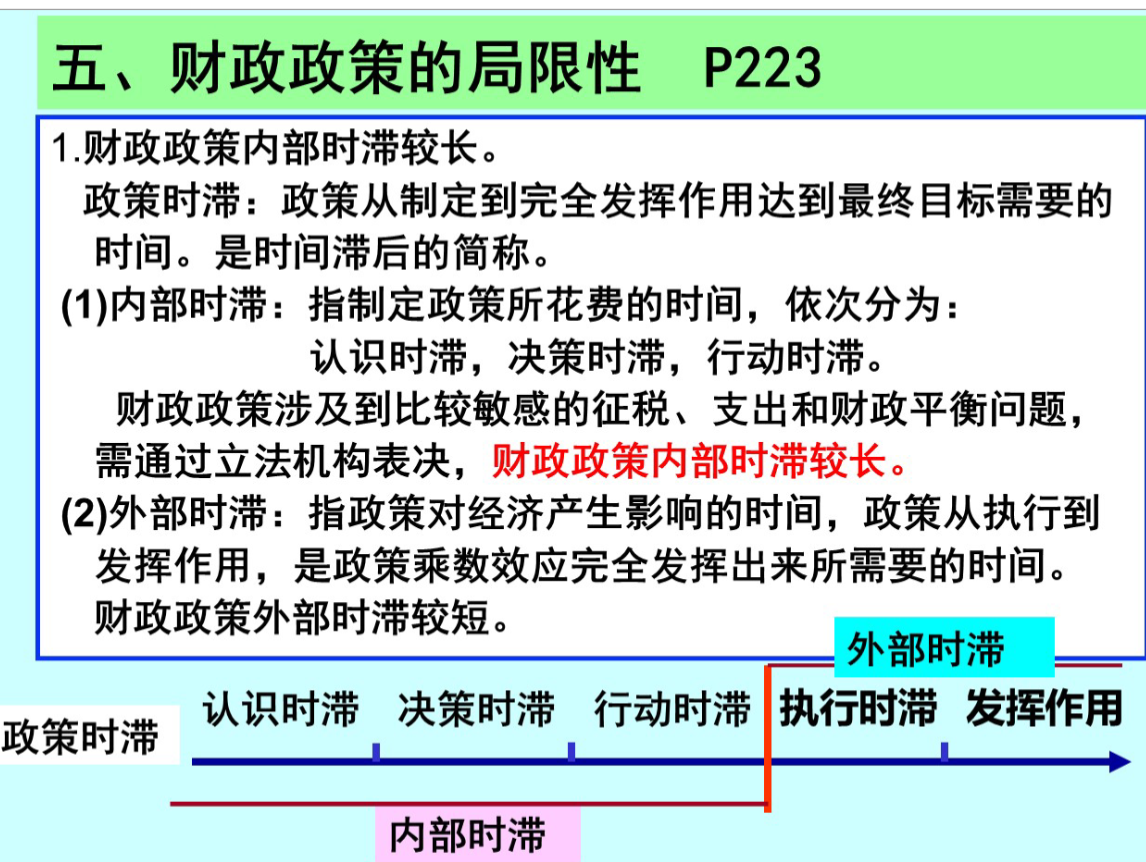 五、财政政策的局限性 P223
1.财政政策内部时滞较长。
政策时滞：政策从制定到完全发挥作用达到最终目标需要的
时间。是时间滞后的简称。
(1)内部时滞：指制定政策所花费的时间，依次分为：
认识时滞，决策时滞，行动时滞。
财政政策涉及到比较敏感的征税、支出和财政平衡问题，
需通过立法机构表决，财政政策内部时滞较长。
(2)外部时滞：指政策对经济产生影响的时间，政策从执行到
发挥作用，是政策乘数效应完全发挥出来所需要的时间。
财政政策外部时滞较短。
外部时滞
认识时滞 决策时滞 行动时滞 执行时滞 发挥作用
政策时滞
内部时滞